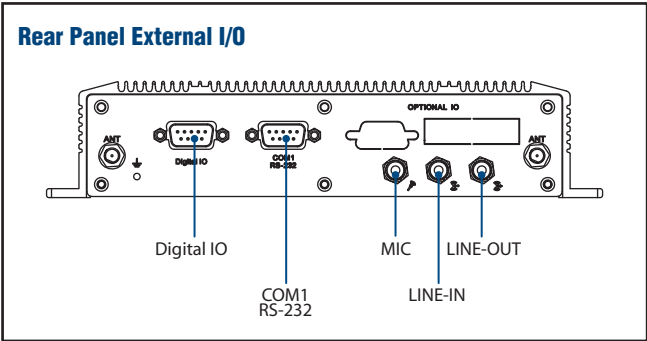 Rear Panel External I/O
OPTIONAL IO
ANT
ANT
Digital IO
COM1
RS-232
Digital IO
MIC
LINE-OUT
COM1
RS-232
LINE-IN